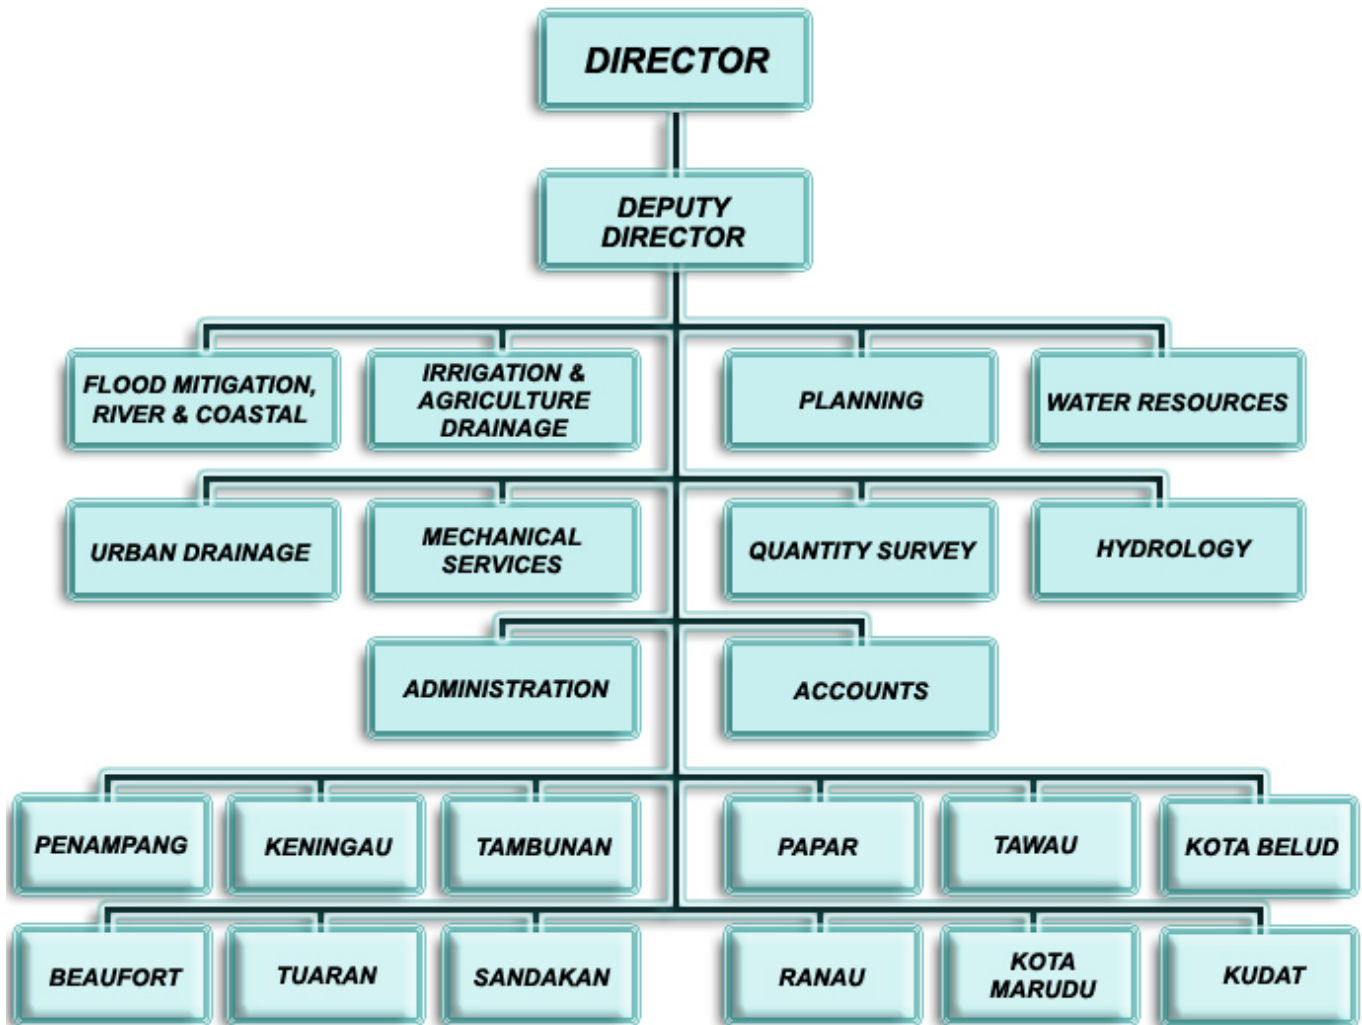 DIRECTOR
DEPUTY
DIRECTOR
FLOOD MITIGATION,
RIVER & COASTAL
IRRIGATION &
AGRICULTURE
DRAINAGE
PLANNING
WATER RESOURCES
URBAN DRAINAGE
MECHANICAL
SERVICES
QUANTITY SURVEY
HYDROLOGY
ADMINISTRATION
ACCOUNTS
PENAMPANG
KENINGAU
TAMBUNAN
PAPAR
TAWAU
KOTA BELUD
BEAUFORT
TUARAN
SANDAKAN
RANAU
KOTA
MARUDU
KUDAT